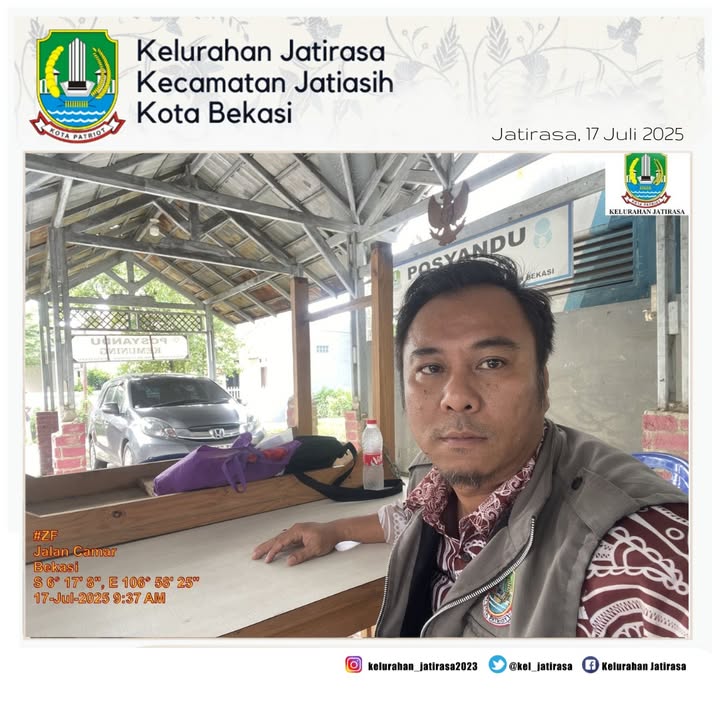 Kelurahan Jatirasa
Kecamatan Jatiasih
Kota Bekasi
KOTA PATRIOT
Jatirasa, 17 Juli 2025
KELURAHAN JATIRASA
POSYANDU
BEKASI
POSYANDU
KEMUNING
#ZF
Jalan Camar
Bekasi
S 6° 17' 8", E 106° 58' 25"
17-Jul-2025 9:37 AM
kelurahan_jatirasa2023 @kel_jatirasa Kelurahan Jatirasa